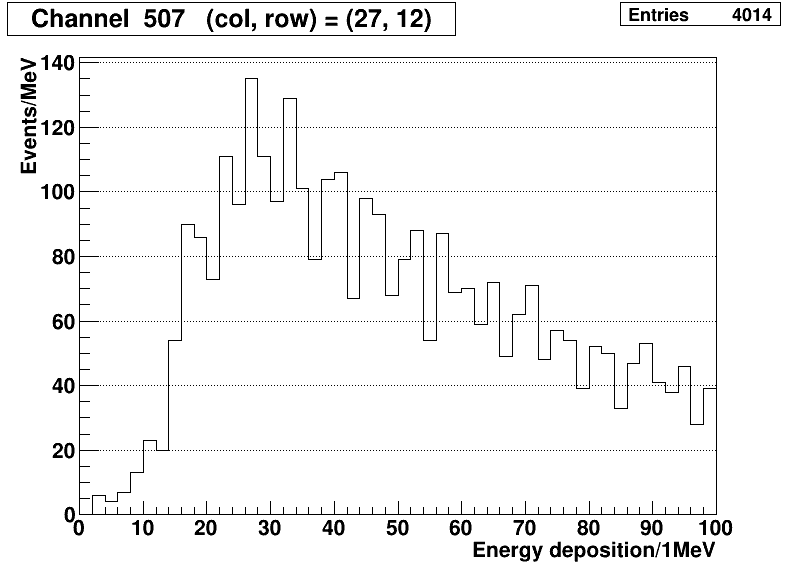 Channel 507 (col, row) = (27, 12)
Entries 4014
Events/MeV
140
120
100
80
60
40
20
0
0 10 20 30 40 50 60 70 80 90 100
Energy deposition/1MeV